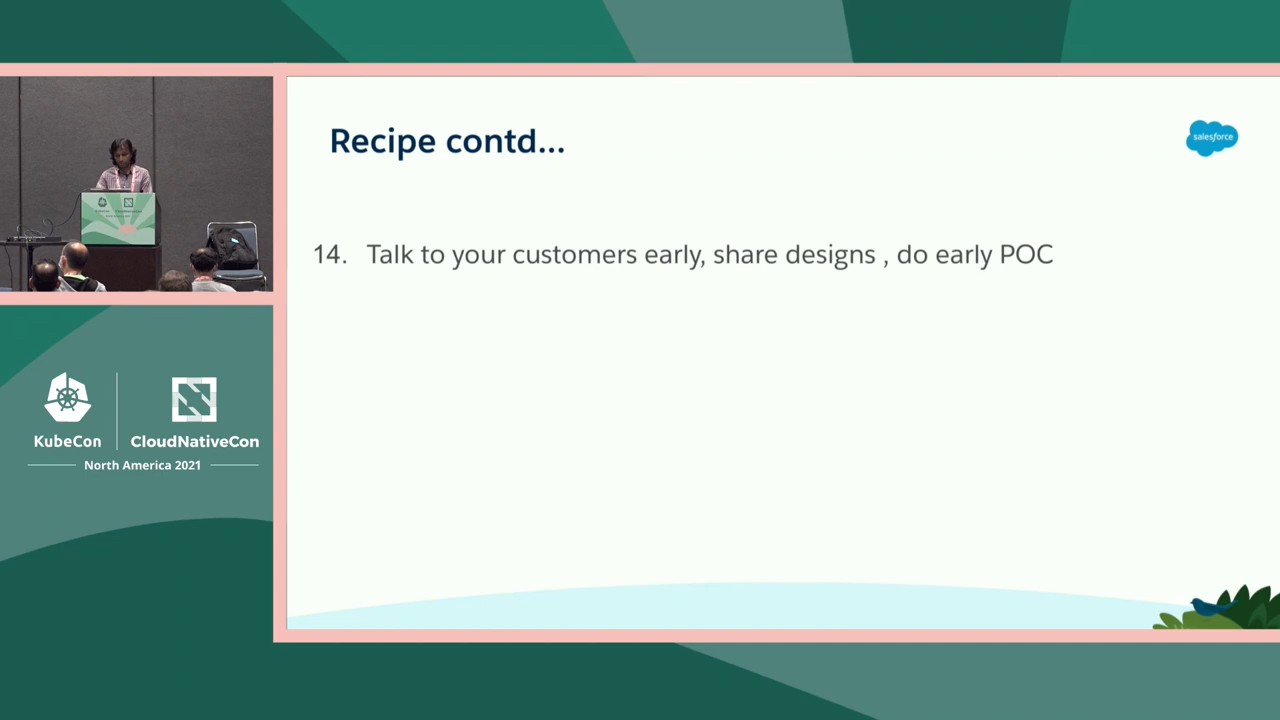 Recipe contd...
salesforce
14. Talk to your customers early, share designs , do early POC
KubeCon
CloudNativeCon
North America 2021